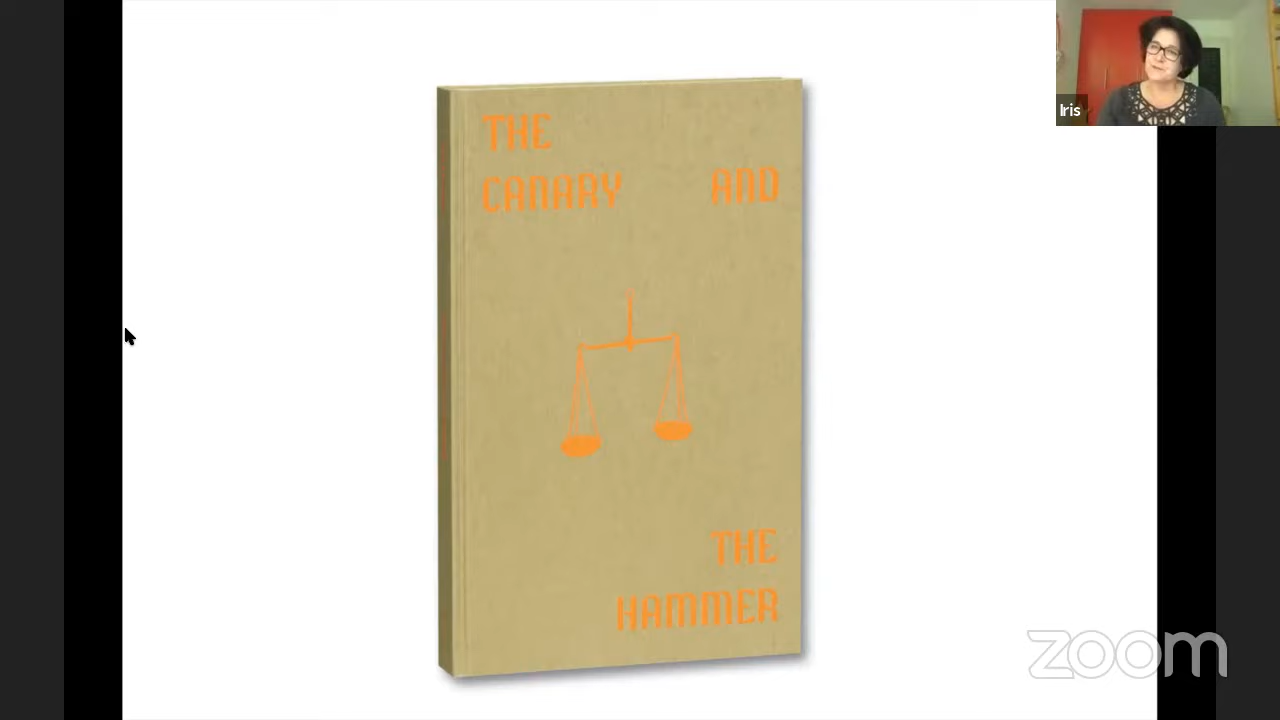 THE
CANARY AND
THE
HAMMER
Iris
zoom